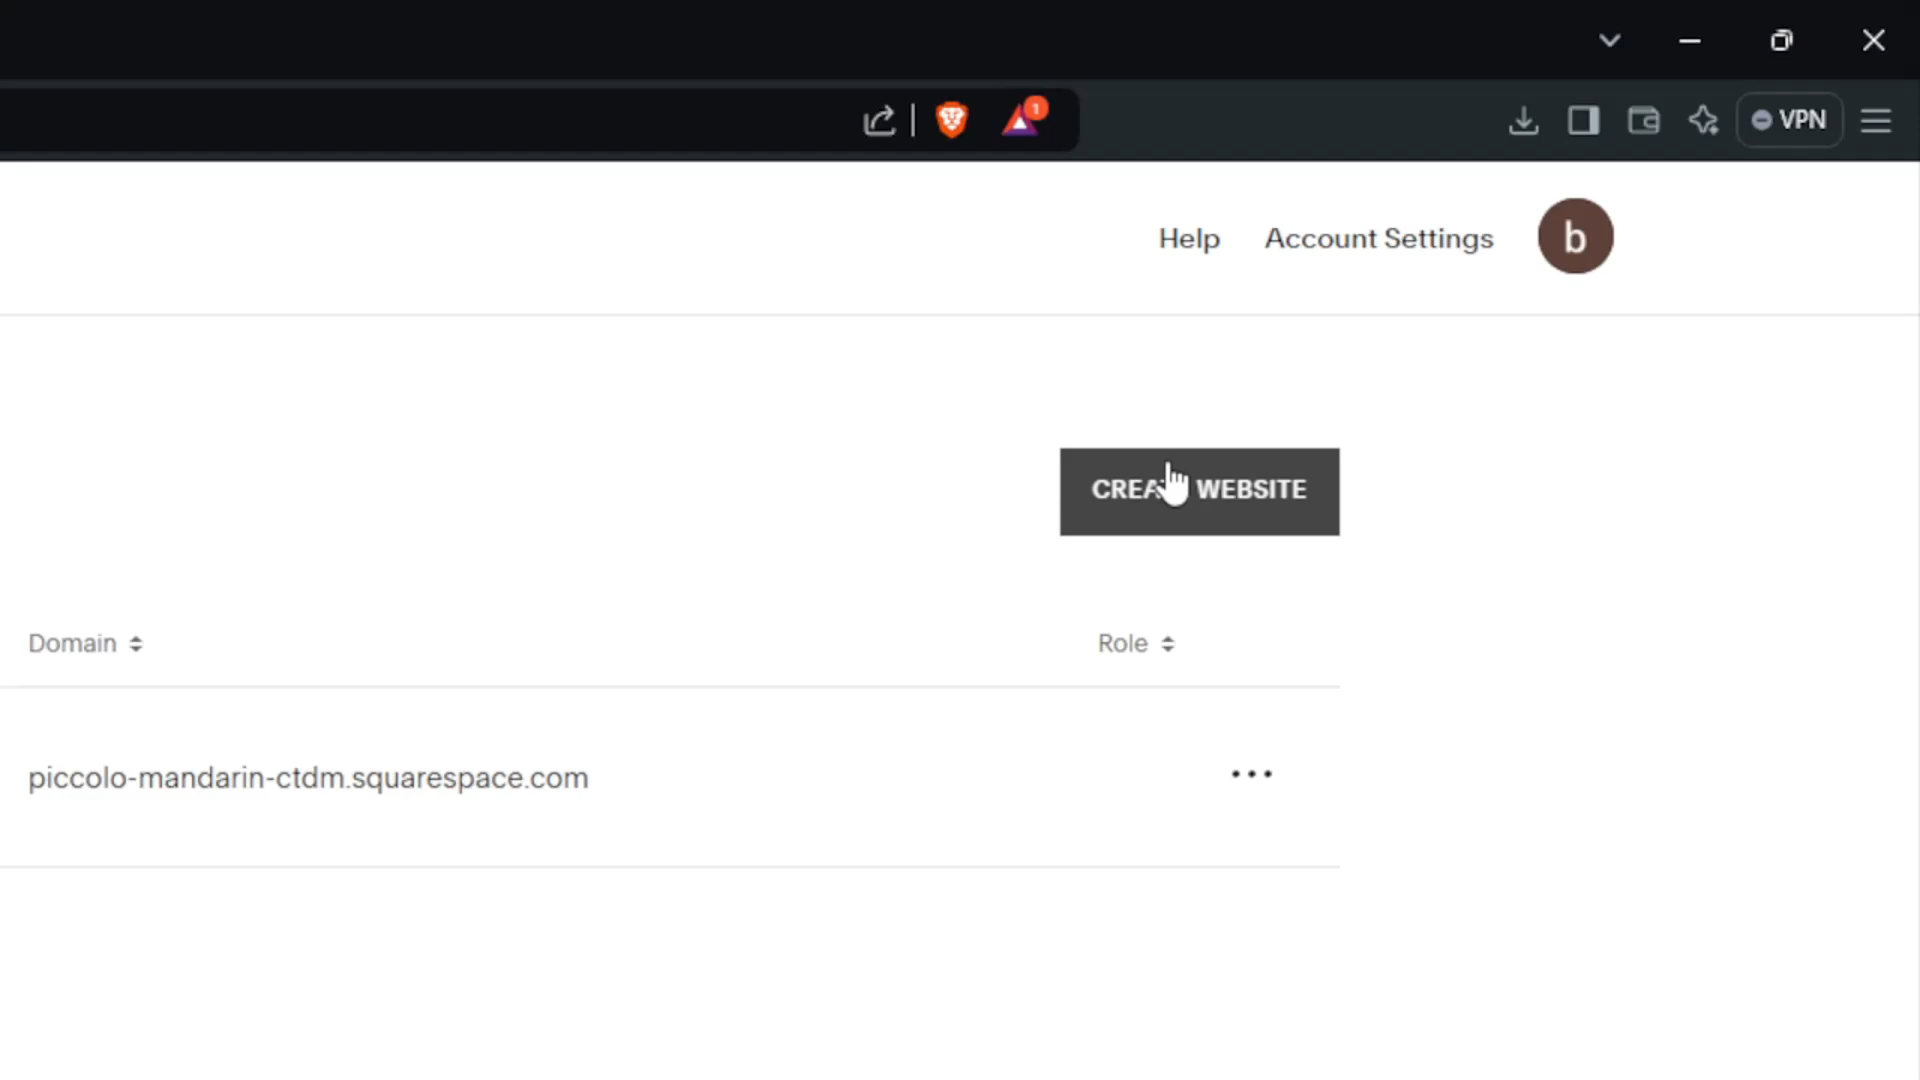 1
VPN
Help Account Settings b
WEBSITE
Domain Role
piccolo-mandarin-ctdm.squarespace.com